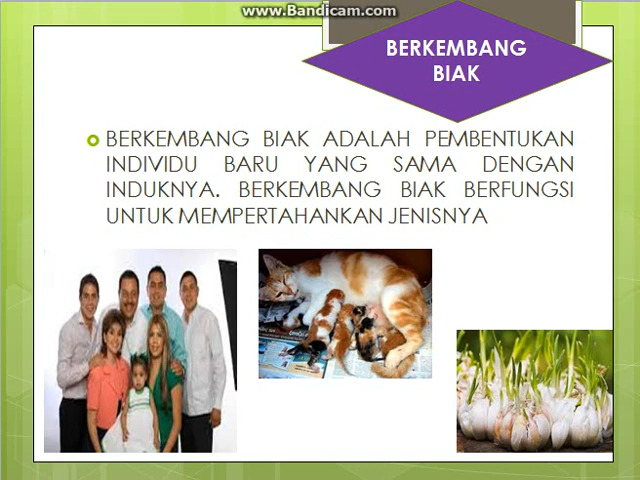 www.Bandicam.com
BERKEMBANG
BIAK
BERKEMBANG BIAK ADALAH PEMBENTUKAN
INDIVIDU BARU YANG SAMA DENGAN
INDUKNYA. BERKEMBANG BIAK BERFUNGSI
UNTUK MEMPERTAHANKAN JENISNYA